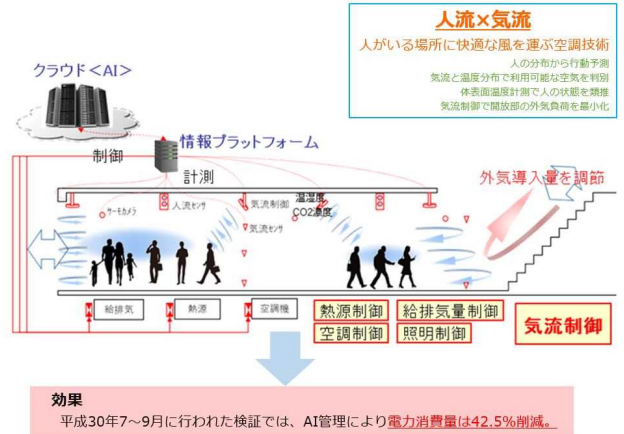 人流×気流
人がいる場所に快適な風を運ぶ空調技術
人の分布から行動予測
気流と温度分布で利用可能な空気を判別
体表面温度計測で人の状態を類推
気流制御で開放部の外気負荷を最小化
クラウド<AI>
情報プラットフォーム
制御
計測
外気導入量を調節
サーモカメラ
人流センサ
気流制御
気流センサ
温湿度
CO2濃度
給排気
熱源
空調機
熱源制御
給排気量制御
空調制御
照明制御
気流制御
効果
平成30年7~9月に行われた検証では、AI管理により電力消費量は42.5%削減。